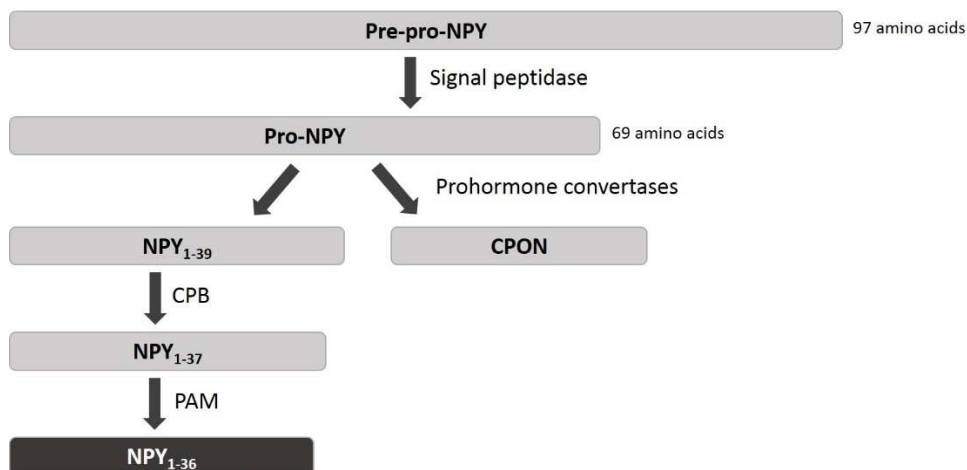 Pre-pro-NPY
97 amino acids
Signal peptidase
Pro-NPY
69 amino acids
Prohormone convertases
NPY1-39
CPON
CPB
NPY1-37
PAM
NPY1-36